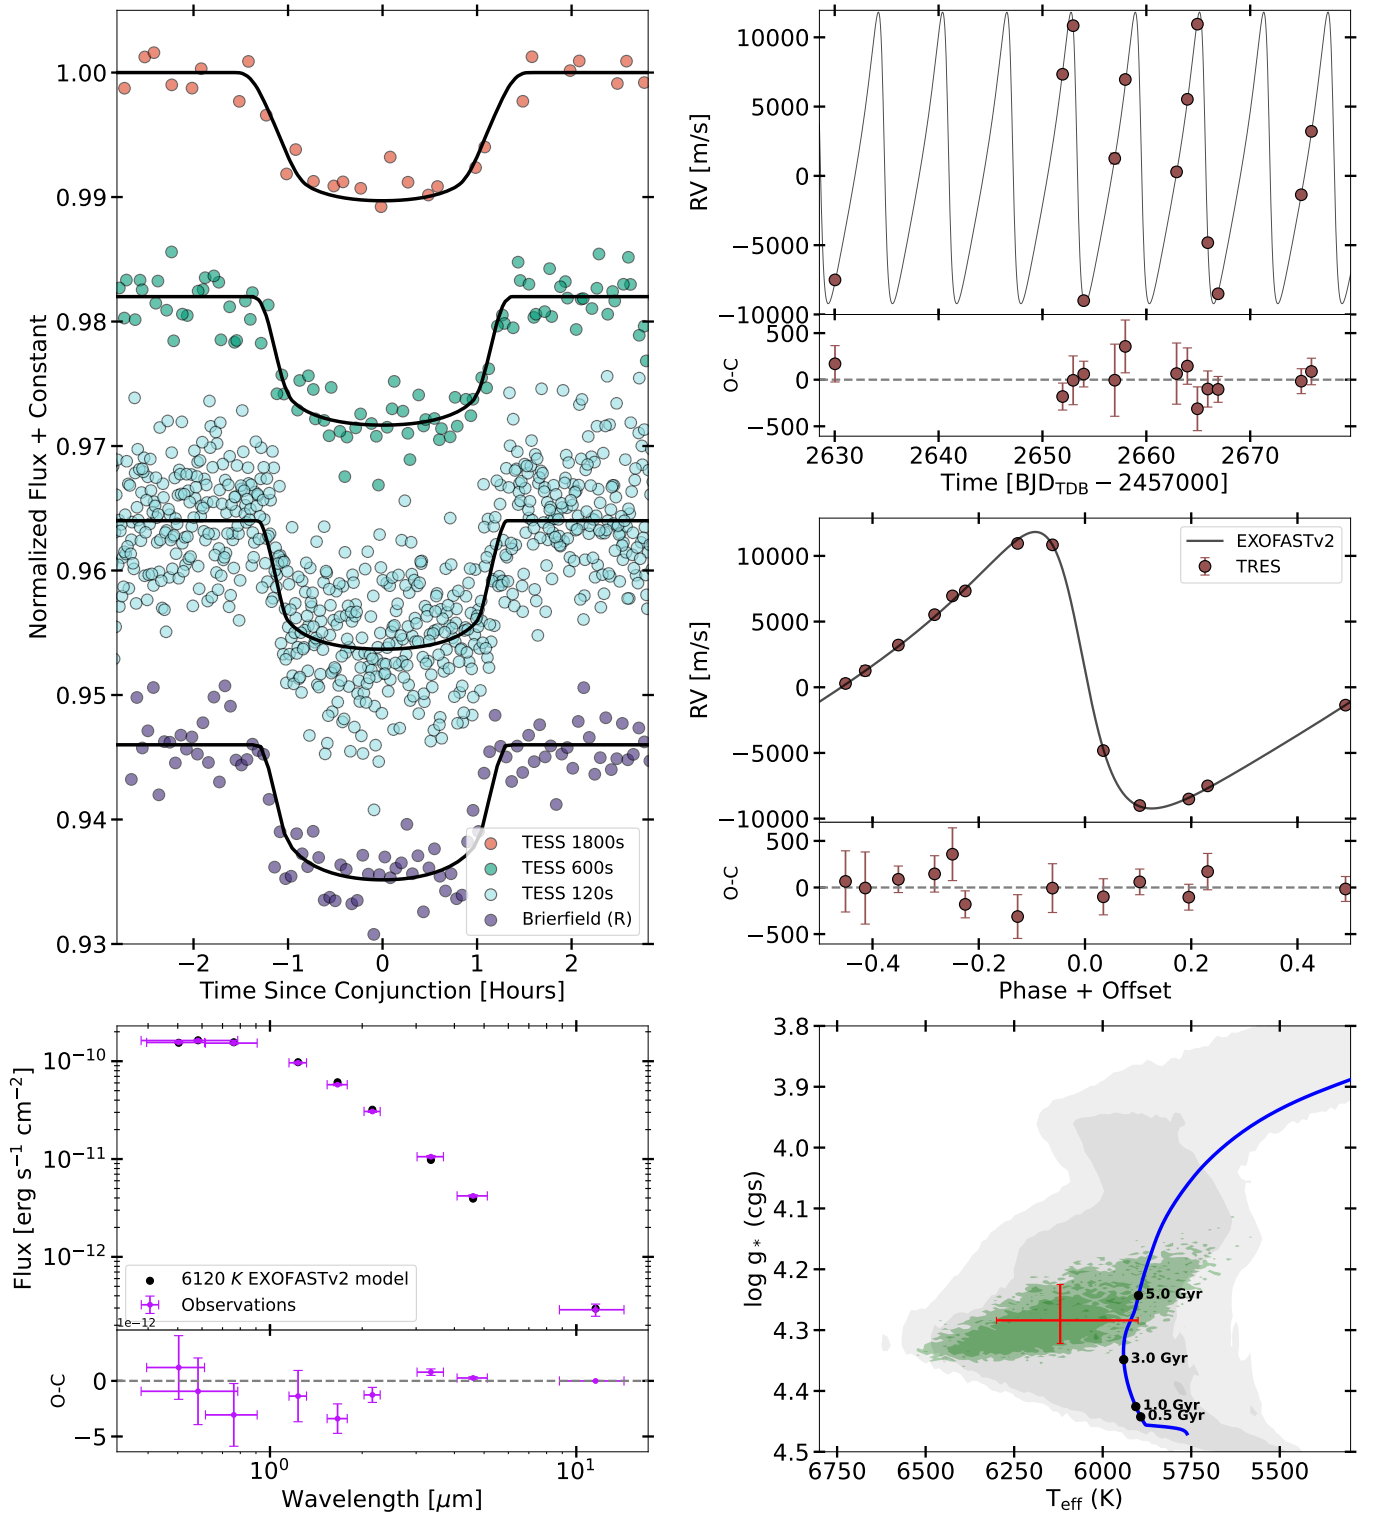 Normalized Flux + Constant
1.00
0.99
0.98
0.97
0.96
0.95
0.94
0.93
TESS 1800s
TESS 600s
TESS 120s
Brierfield (R)
−2 −1 0 1 2
Time Since Conjunction [Hours]
RV [m/s]
10000
5000
0
−5000
−10000
O-C
500
0
−500
2630 2640 2650 2660 2670
Time [BJD_TDB − 2457000]
RV [m/s]
10000
5000
0
−5000
−10000
EXOFASTv2
TRES
O-C
500
0
−500
−0.4 −0.2 0.0 0.2 0.4
Phase + Offset
Flux [erg s⁻¹ cm⁻²]
10⁻¹⁰
10⁻¹¹
10⁻¹²
6120 K EXOFASTv2 model
Observations
1e−12
O-C
0
−5
10⁰ 10¹
Wavelength [μm]
log g* (cgs)
3.8
3.9
4.0
4.1
4.2
4.3
4.4
4.5
5.0 Gyr
3.0 Gyr
1.0 Gyr
0.5 Gyr
6750 6500 6250 6000 5750 5500
T_eff (K)